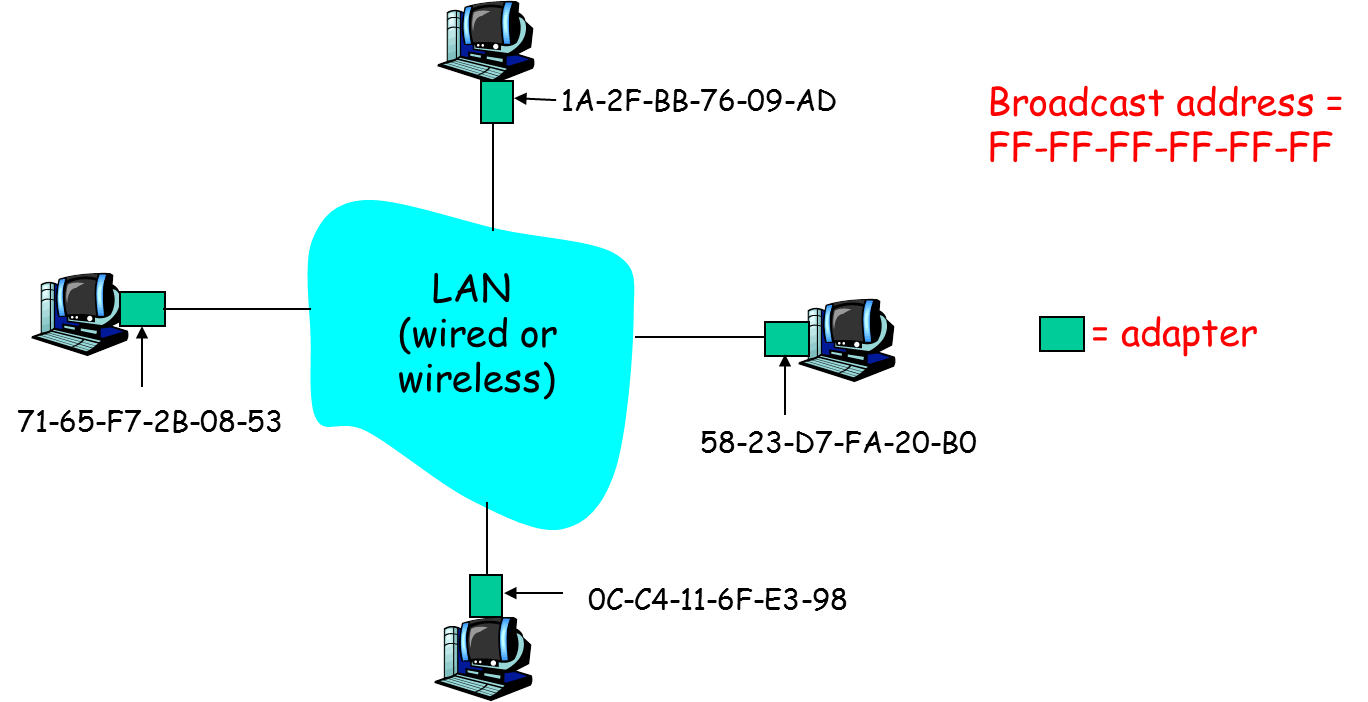 1A-2F-BB-76-09-AD
Broadcast address =
FF-FF-FF-FF-FF-FF
LAN
(wired or
wireless)
= adapter
71-65-F7-2B-08-53
58-23-D7-FA-20-B0
0C-C4-11-6F-E3-98